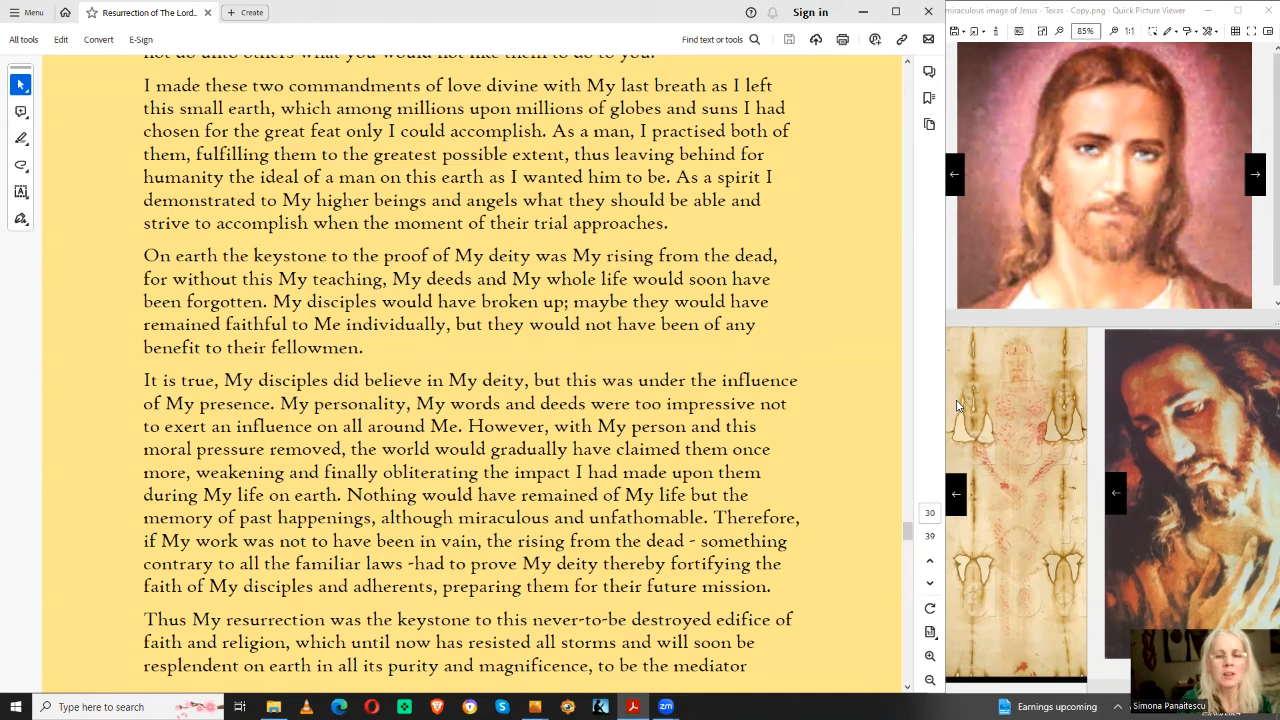 Menu
Resurrection of The Lord..
Create
Sign in
All tools
Edit
Convert
E-Sign
Find text or tools
not do unto others what you would not like them to do to you.
I made these two commandments of love divine with My last breath as I left
this small earth, which among millions upon millions of globes and suns I had
chosen for the great feat only I could accomplish. As a man, I practised both of
them, fulfilling them to the greatest possible extent, thus leaving behind for
humanity the ideal of a man on this earth as I wanted him to be. As a spirit I
demonstrated to My higher beings and angels what they should be able and
strive to accomplish when the moment of their trial approaches.
On earth the keystone to the proof of My deity was My rising from the dead,
for without this My teaching, My deeds and My whole life would soon have
been forgotten. My disciples would have broken up; maybe they would have
remained faithful to Me individually, but they would not have been of any
benefit to their fellowmen.
It is true, My disciples did believe in My deity, but this was under the influence
of My presence. My personality, My words and deeds were too impressive not
to exert an influence on all around Me. However, with My person and this
moral pressure removed, the world would gradually have claimed them once
more, weakening and finally obliterating the impact I had made upon them
during My life on earth. Nothing would have remained of My life but the
memory of past happenings, although miraculous and unfathomable. Therefore,
if My work was not to have been in vain, the rising from the dead - something
contrary to all the familiar laws -had to prove My deity thereby fortifying the
faith of My disciples and adherents, preparing them for their future mission.
Thus My resurrection was the keystone to this never-to-be destroyed edifice of
faith and religion, which until now has resisted all storms and will soon be
resplendent on earth in all its purity and magnificence, to be the mediator
30
39
miraculous image of Jesus - Texas - Copy.png - Quick Picture Viewer
85%
1:1
Type here to search
zm
Earnings upcoming
Simona Panaitescu